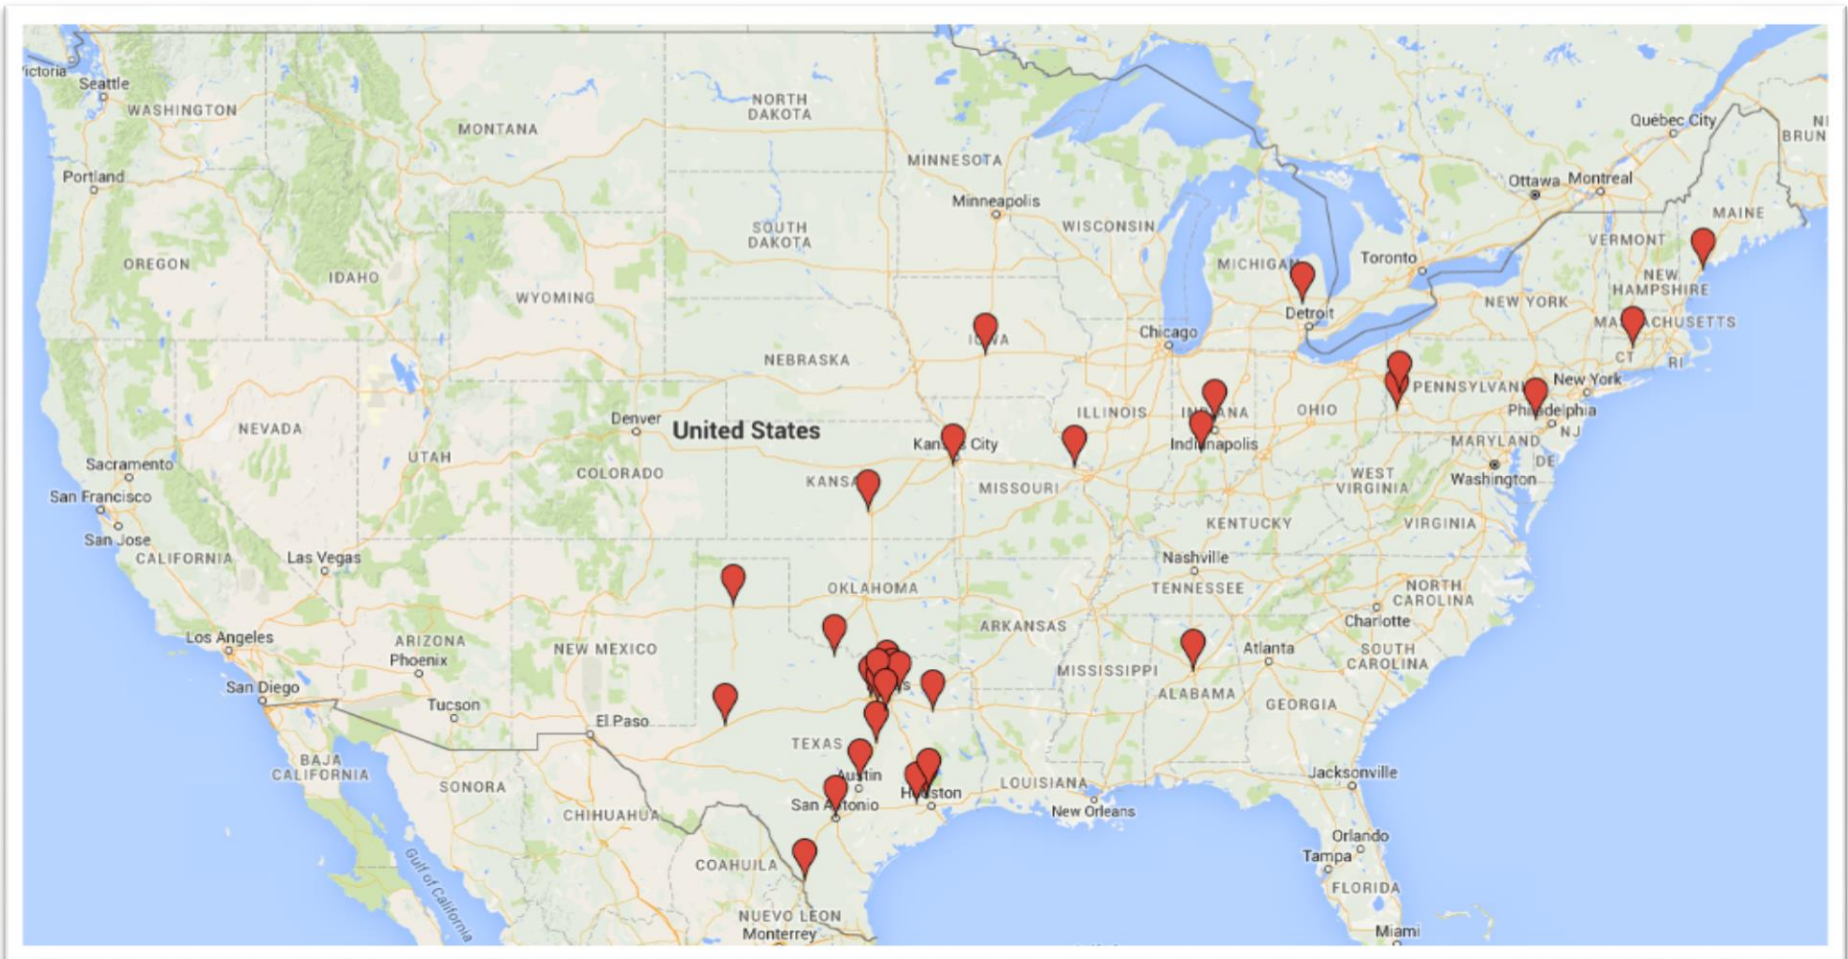 Québec City
Victoria
Seattle
WASHINGTON
NORTH
DAKOTA
MONTANA
MINNESOTA
Portland
Ottawa
Montreal
Minneapolis
MAINE
WISCONSIN
SOUTH
DAKOTA
VERMONT
OREGON
MICHIGAN
Toronto
IDAHO
WYOMING
NEW
HAMPSHIRE
NEW YORK
Detroit
MASSACHUSETTS
Chicago
IOWA
NEBRASKA
CT
RI
PENNSYLVANIA
New York
Philadelphia
ILLINOIS
INDIANA
OHIO
Denver
United States
NEVADA
NJ
Kansas City
Indianapolis
MARYLAND
UTAH
DE
Sacramento
COLORADO
KANSAS
MISSOURI
WEST
VIRGINIA
Washington
San Francisco
KENTUCKY
VIRGINIA
San Jose
CALIFORNIA
Las Vegas
Nashville
TENNESSEE
OKLAHOMA
NORTH
CAROLINA
Charlotte
ARKANSAS
Los Angeles
ARIZONA
Phoenix
NEW MEXICO
Atlanta
SOUTH
CAROLINA
MISSISSIPPI
San Diego
ALABAMA
GEORGIA
Tucson
El Paso
TEXAS
BAJA
CALIFORNIA
SONORA
Austin
LOUISIANA
Jacksonville
Houston
San Antonio
New Orleans
CHIHUAHUA
Orlando
Tampa
COAHUILA
Gulf of California
FLORIDA
NUEVO LEON
Monterrey
Miami